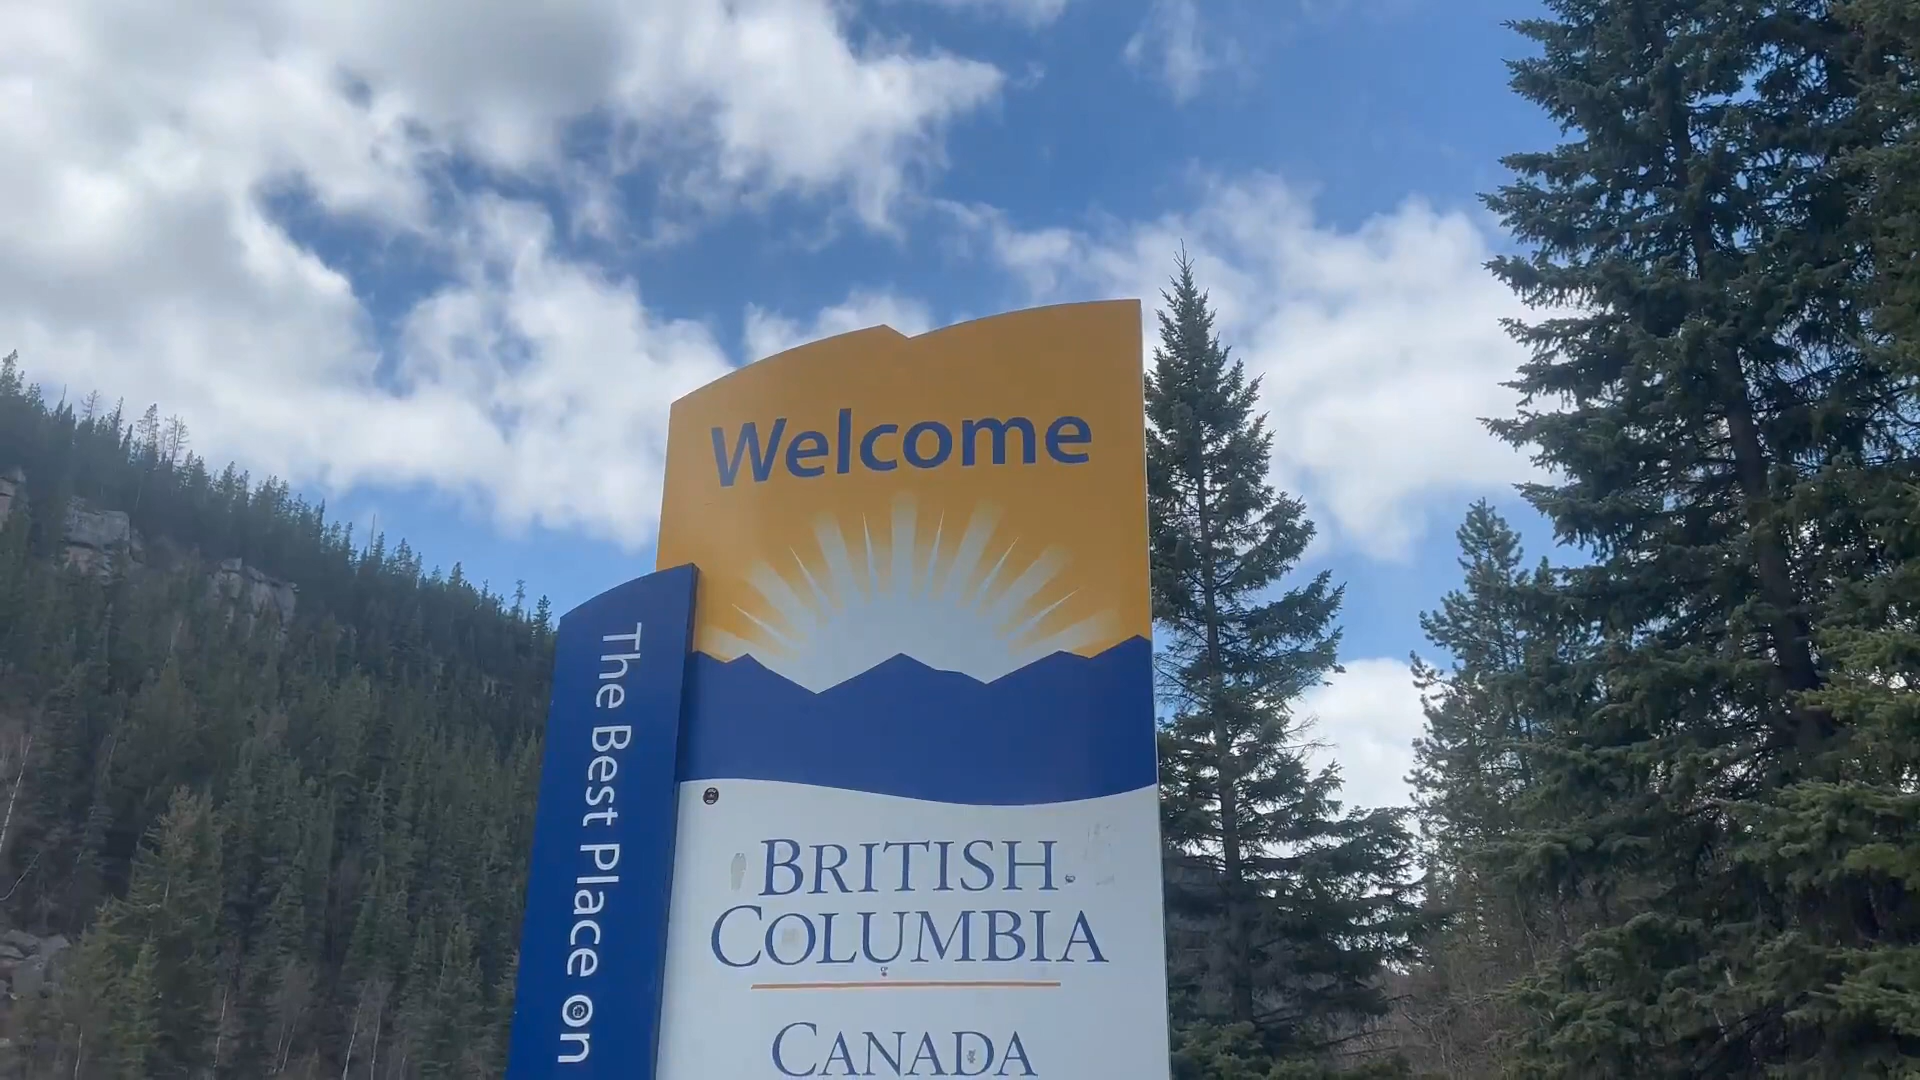 Welcome
The Best Place on
BRITISH
COLUMBIA
CANADA